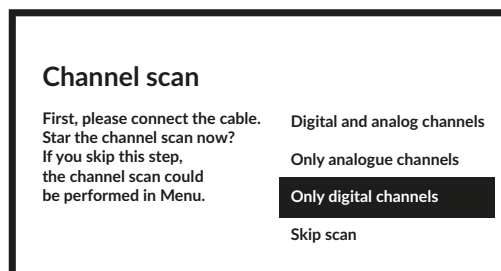 Channel scan
First, please connect the cable.
Star the channel scan now?
If you skip this step,
the channel scan could
be performed in Menu.
Digital and analog channels
Only analogue channels
Only digital channels
Skip scan